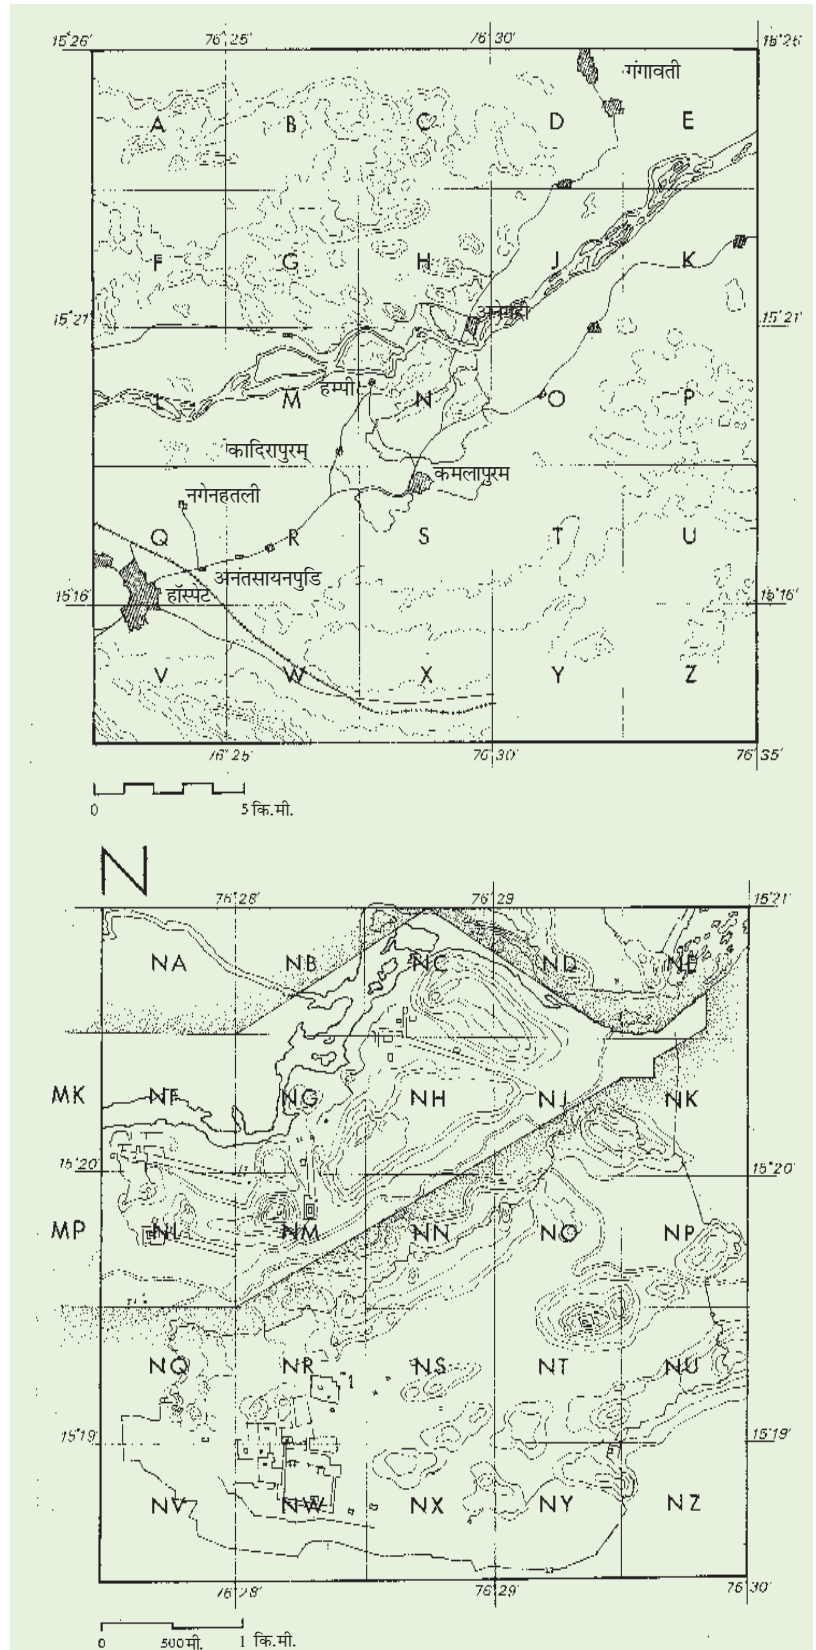 15°26' 76°25' 76°30' 15°26'
गंगावती
A B C D E
F G H J K
15°21' अनेगुंदी 15°21'
हम्पी
L M N O P
कादिरापुरम्
कमलापुरम
नगेनहतली
Q R S T U
अनंतसायनपुडि
15°16' हॉस्पेट 15°16'
V W X Y Z
76°25' 76°30' 76°35'
0 5 कि.मी.
N
76°28' 76°29 15°21'
NA NB NC ND NE
MK NF NG NH NJ NK
15°20' 15°20'
MP NL NM NN NO NP
NQ NR NS NT NU
15°19' 15°19'
NV NW NX NY NZ
76°28' 76°29' 76°30'
0 500मी. 1 कि.मी.